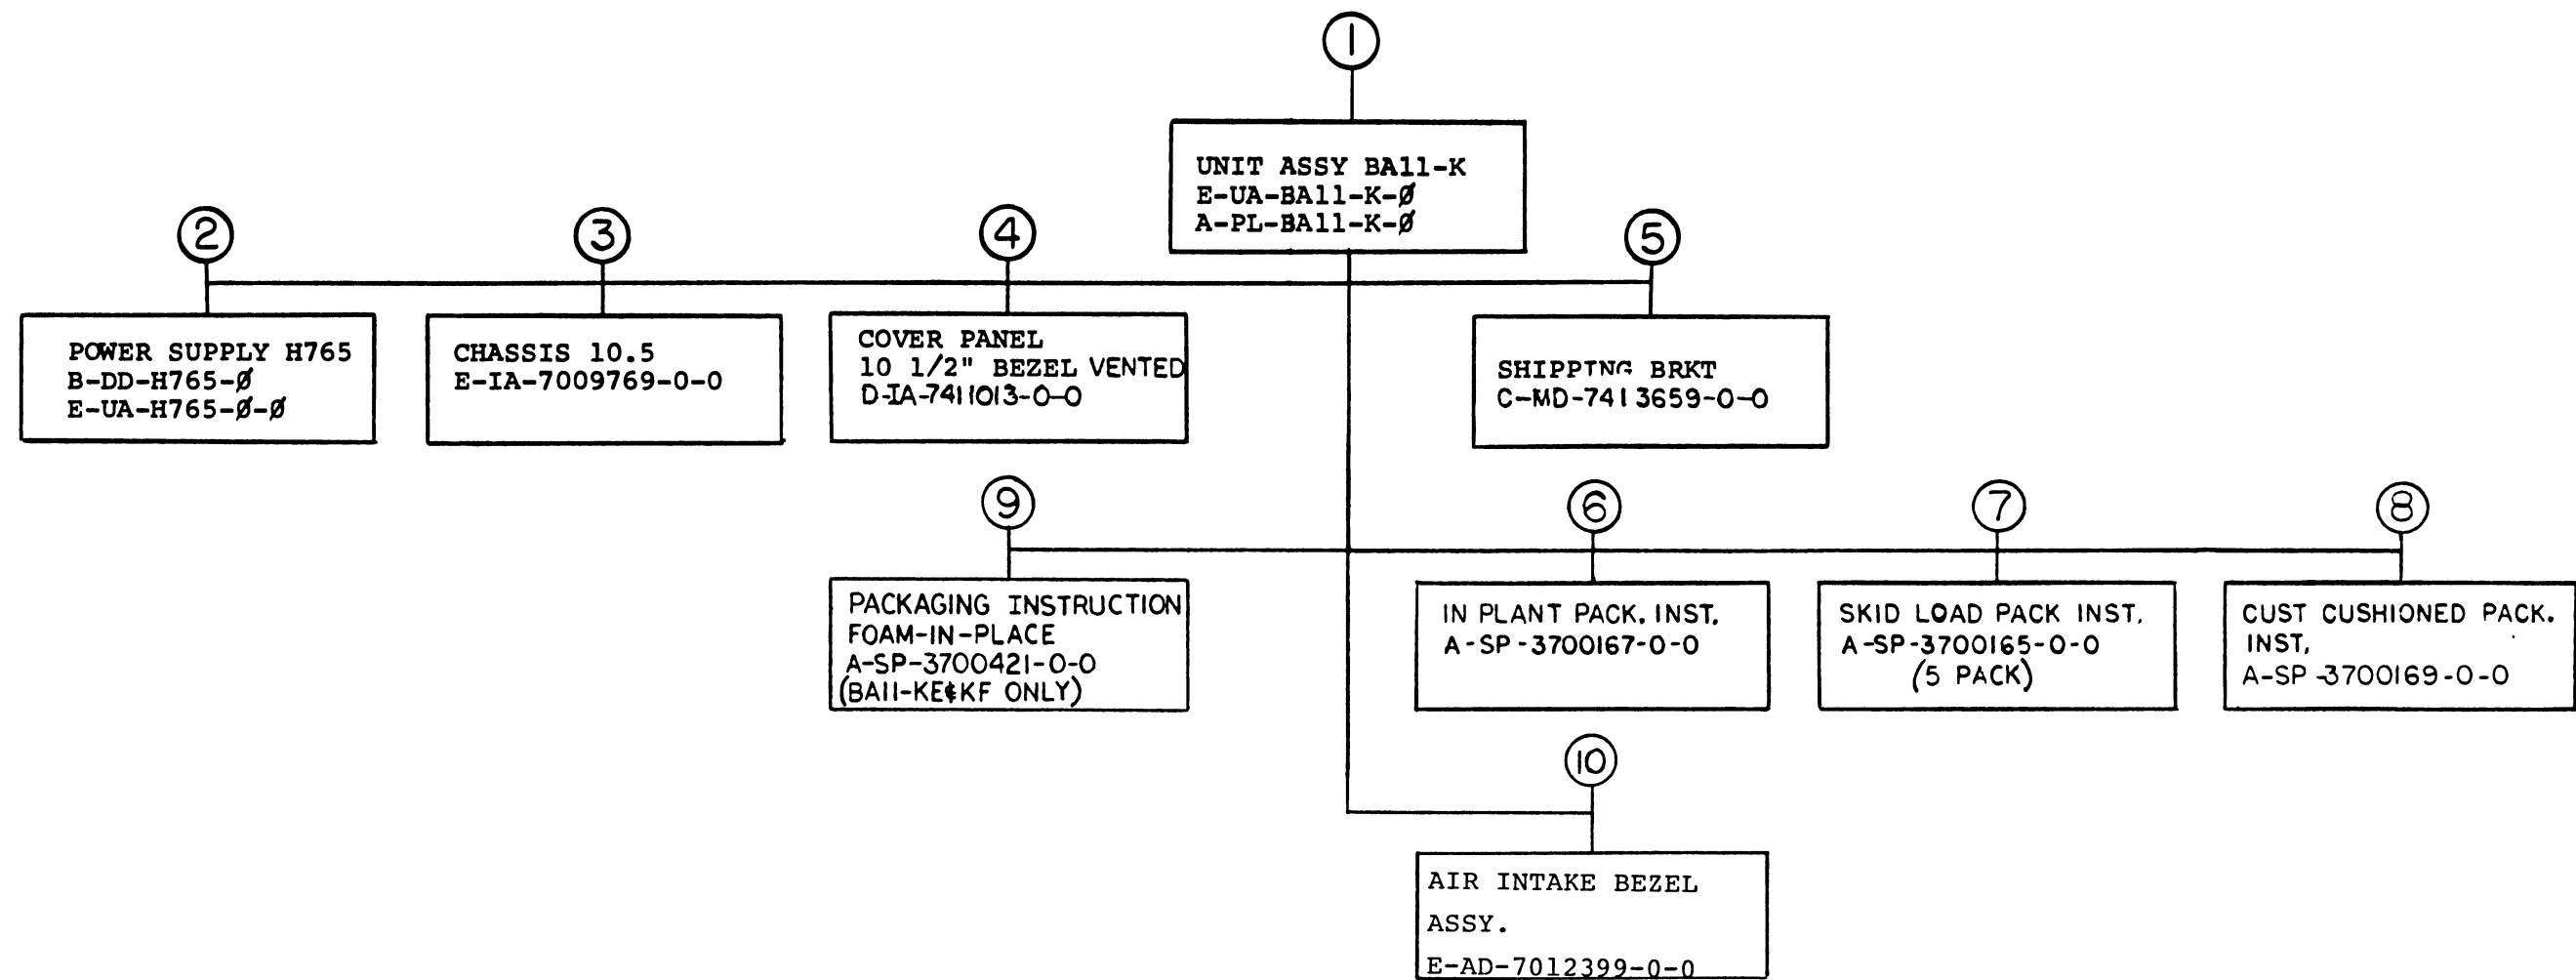 1
UNIT ASSY BA11-K
E-UA-BA11-K-Ø
A-PL-BA11-K-Ø
2
POWER SUPPLY H765
B-DD-H765-Ø
E-UA-H765-Ø-Ø
3
CHASSIS 10.5
E-IA-7009769-0-0
4
COVER PANEL
10 1/2" BEZEL VENTED
D-IA-7411013-0-0
5
SHIPPING BRKT
C-MD-7413659-0-0
9
PACKAGING INSTRUCTION
FOAM-IN-PLACE
A-SP-3700421-0-0
(BA11-KE&KF ONLY)
6
IN PLANT PACK. INST.
A-SP-3700167-0-0
7
SKID LOAD PACK INST.
A-SP-3700165-0-0
(5 PACK)
8
CUST CUSHIONED PACK.
INST.
A-SP-3700169-0-0
10
AIR INTAKE BEZEL
ASSY.
E-AD-7012399-0-0